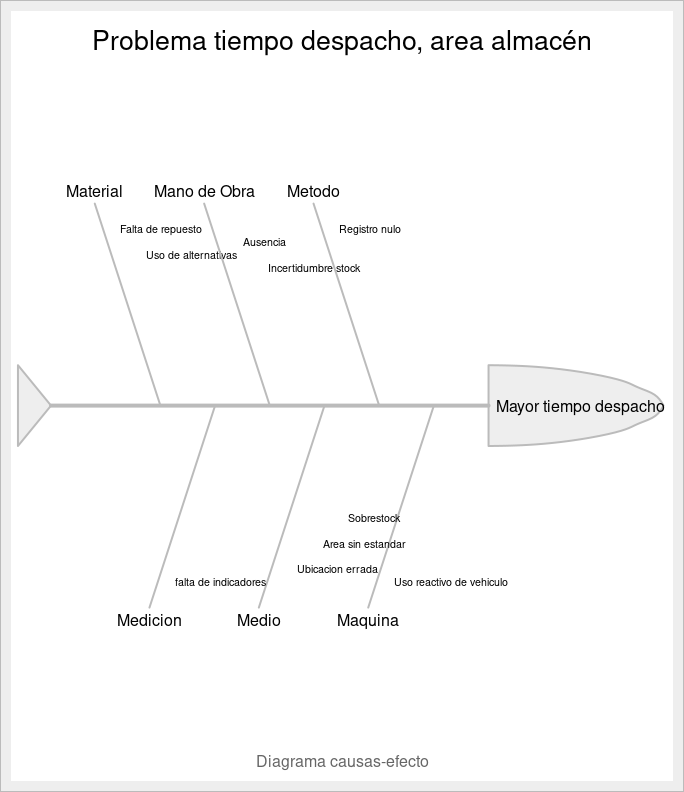 Problema tiempo despacho, area almacén
Material
Mano de Obra
Metodo
Falta de repuesto
Uso de alternativas
Ausencia
Incertidumbre stock
Registro nulo
Mayor tiempo despacho
falta de indicadores
Sobrestock
Area sin estandar
Ubicacion errada
Uso reactivo de vehiculo
Medicion
Medio
Maquina
Diagrama causas-efecto